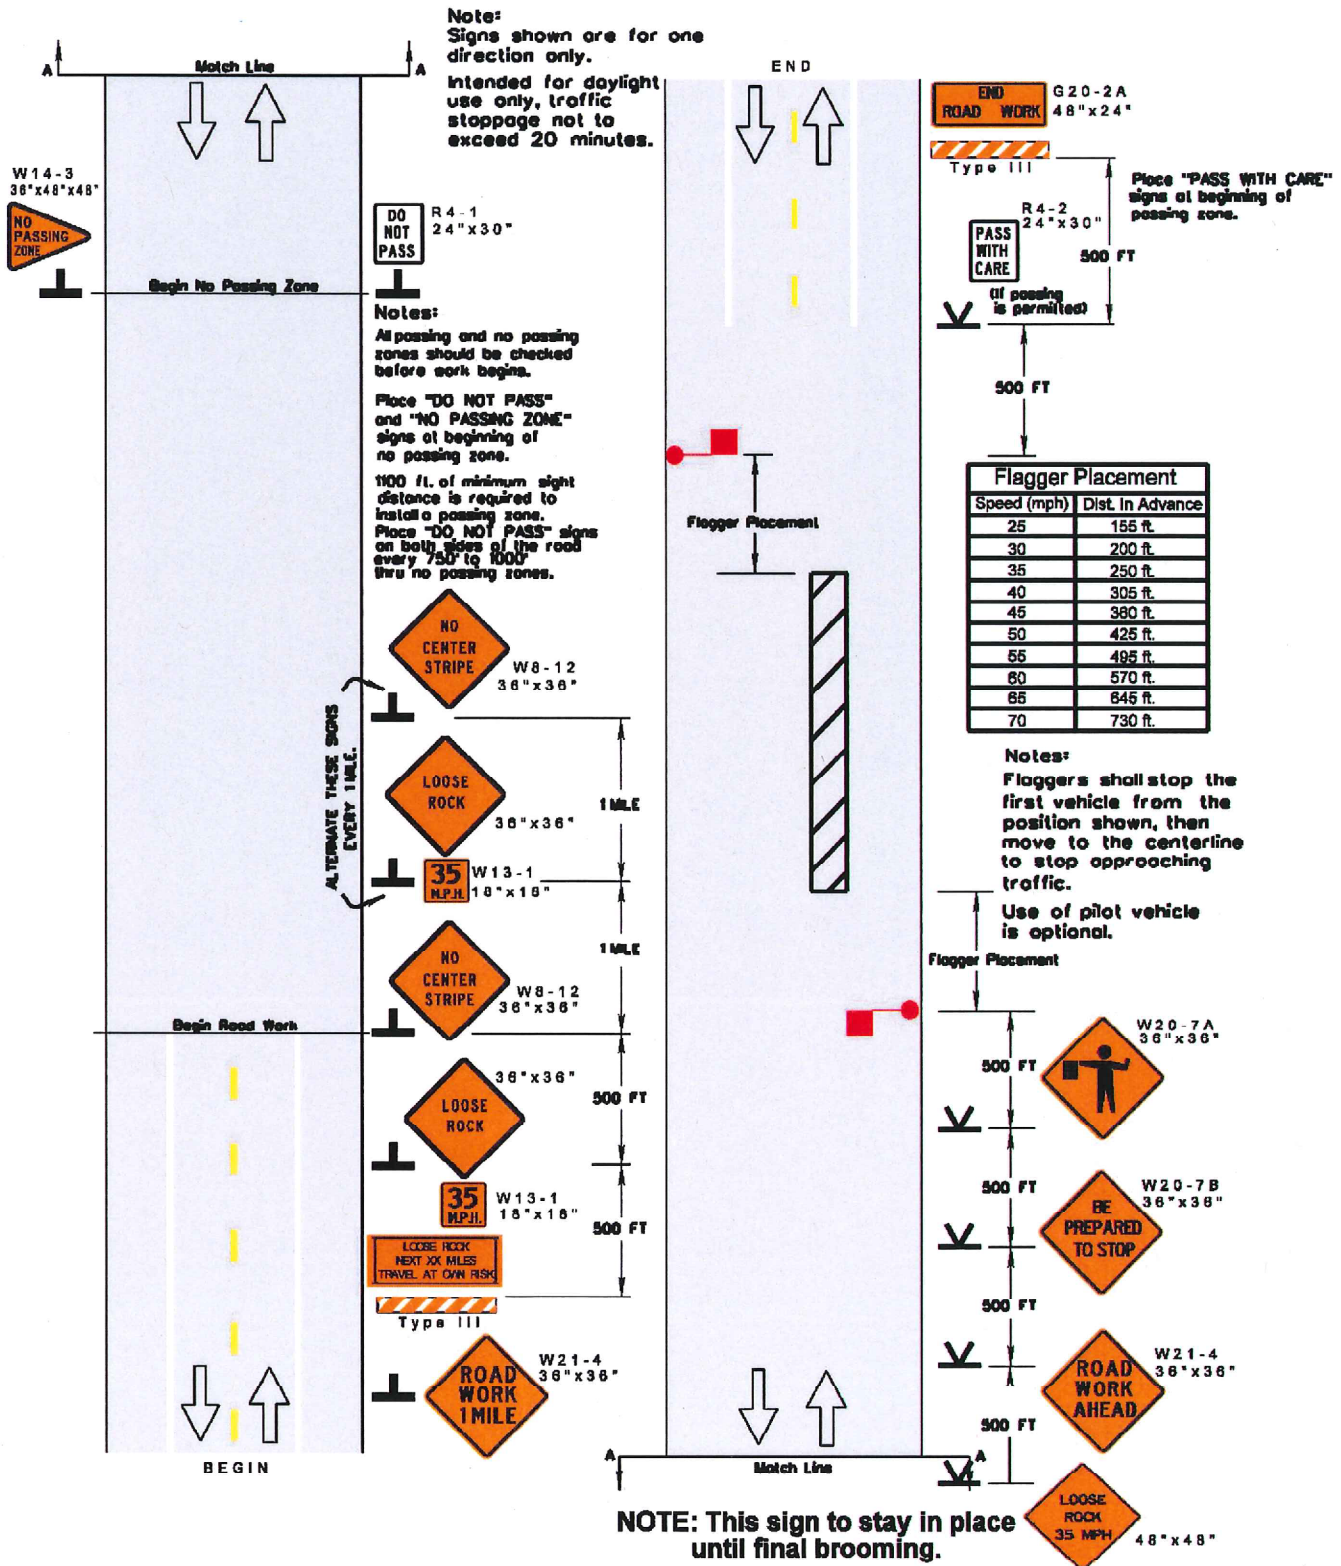 Note:
Signs shown are for one
direction only.
Intended for daylight
use only, traffic
stoppage not to
exceed 20 minutes.
A
Match Line
A
W14-3
36"x48"x48"
NO
PASSING
ZONE
DO
NOT
PASS
R4-1
24"x30"
Begin No Passing Zone
Notes:
All passing and no passing
zones should be checked
before work begins.
Place "DO NOT PASS"
and "NO PASSING ZONE"
signs at beginning of
no passing zone.
1100 ft. of minimum sight
distance is required to
install a passing zone.
Place "DO NOT PASS" signs
on both sides of the road
every 750' to 1000'
thru no passing zones.
NO
CENTER
STRIPE
W8-12
36"x36"
ALTERNATE THESE SIGNS
EVERY 1 MILE.
LOOSE
ROCK
36"x36"
1 MILE
35
M.P.H.
W13-1
18"x18"
NO
CENTER
STRIPE
W8-12
36"x36"
1 MILE
Begin Road Work
LOOSE
ROCK
36"x36"
500 FT
35
M.P.H.
W13-1
18"x18"
500 FT
LOOSE ROCK
NEXT XX MILES
TRAVEL AT OWN RISK
Type III
ROAD
WORK
1 MILE
W21-4
36"x36"
BEGIN
END
END
ROAD WORK
G20-2A
48"x24"
Type III
Place "PASS WITH CARE"
signs at beginning of
passing zone.
R4-2
24"x30"
PASS
WITH
CARE
(if passing
is permitted)
500 FT
500 FT
Flagger Placement
Flagger Placement
Speed (mph) Dist. In Advance
25 155 ft.
30 200 ft.
35 250 ft.
40 305 ft.
45 360 ft.
50 425 ft.
55 495 ft.
60 570 ft.
65 645 ft.
70 730 ft.
Notes:
Flaggers shall stop the
first vehicle from the
position shown, then
move to the centerline
to stop approaching
traffic.
Use of pilot vehicle
is optional.
Flagger Placement
W20-7A
36"x36"
500 FT
W20-7B
36"x36"
BE
PREPARED
TO STOP
500 FT
500 FT
W21-4
36"x36"
ROAD
WORK
AHEAD
500 FT
A
Match Line
A
LOOSE
ROCK
35 MPH
48"x48"
NOTE: This sign to stay in place
until final brooming.